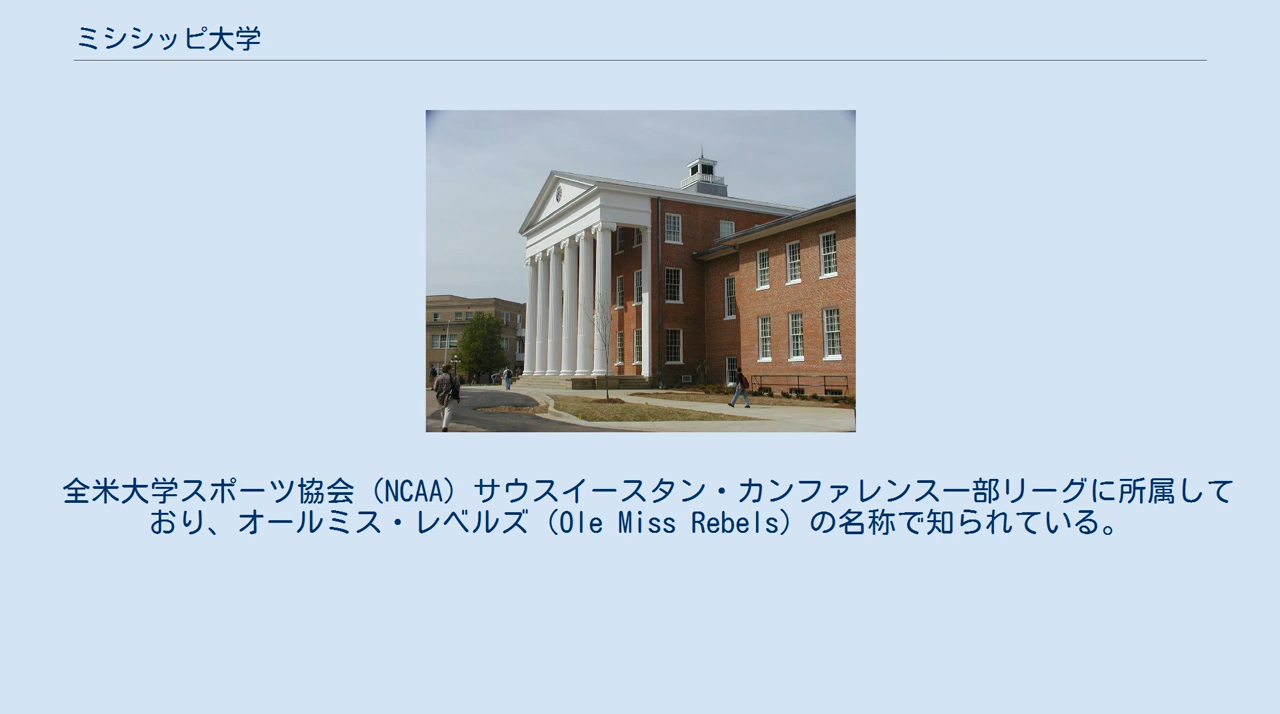 ミシシッピ大学
全米大学スポーツ協会（NCAA）サウスイースタン・カンファレンス一部リーグに所属して
おり、オールミス・レベルズ（Ole Miss Rebels）の名称で知られている。